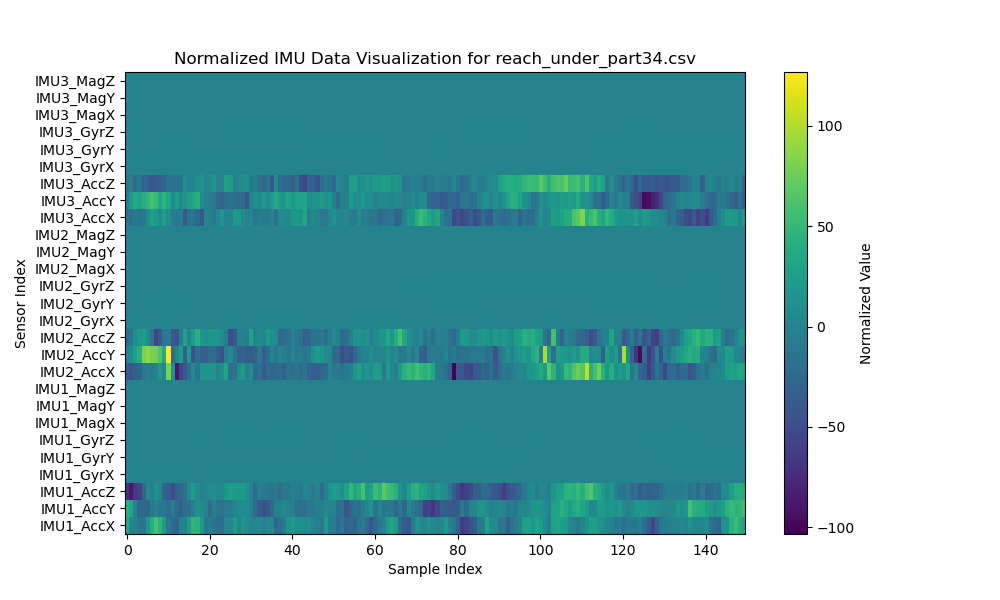 Normalized IMU Data Visualization for reach_under_part34.csv
IMU3_MagZ
IMU3_MagY
IMU3_MagX
IMU3_GyrZ
IMU3_GyrY
IMU3_GyrX
IMU3_AccZ
IMU3_AccY
IMU3_AccX
IMU2_MagZ
IMU2_MagY
IMU2_MagX
IMU2_GyrZ
IMU2_GyrY
IMU2_GyrX
IMU2_AccZ
IMU2_AccY
IMU2_AccX
IMU1_MagZ
IMU1_MagY
IMU1_MagX
IMU1_GyrZ
IMU1_GyrY
IMU1_GyrX
IMU1_AccZ
IMU1_AccY
IMU1_AccX
Sensor Index
0 20 40 60 80 100 120 140
Sample Index
100
50
0
−50
−100
Normalized Value